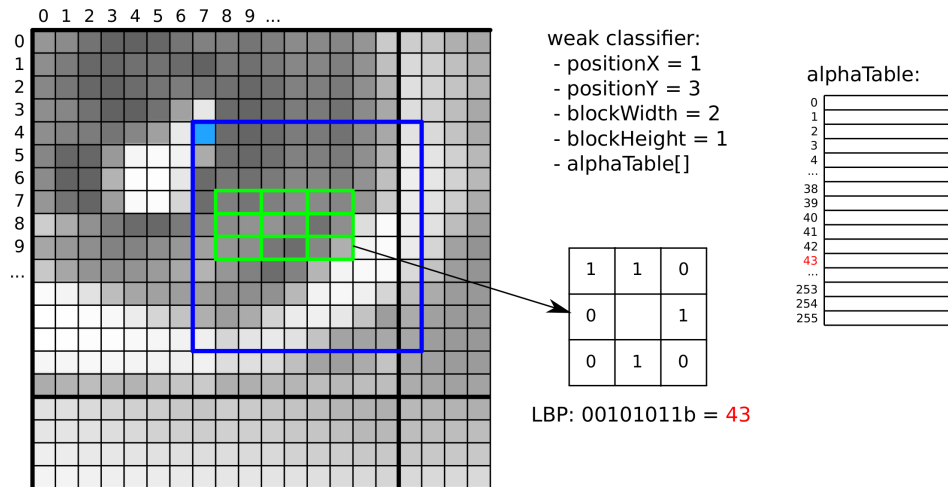 0 1 2 3 4 5 6 7 8 9 ...
0
1
2
3
4
5
6
7
8
9
...
weak classifier:
- positionX = 1
- positionY = 3
- blockWidth = 2
- blockHeight = 1
- alphaTable[]
1 1 0
0 1
0 1 0
LBP: 00101011b = 43
alphaTable:
0
1
2
3
4
...
38
39
40
41
42
43
...
253
254
255